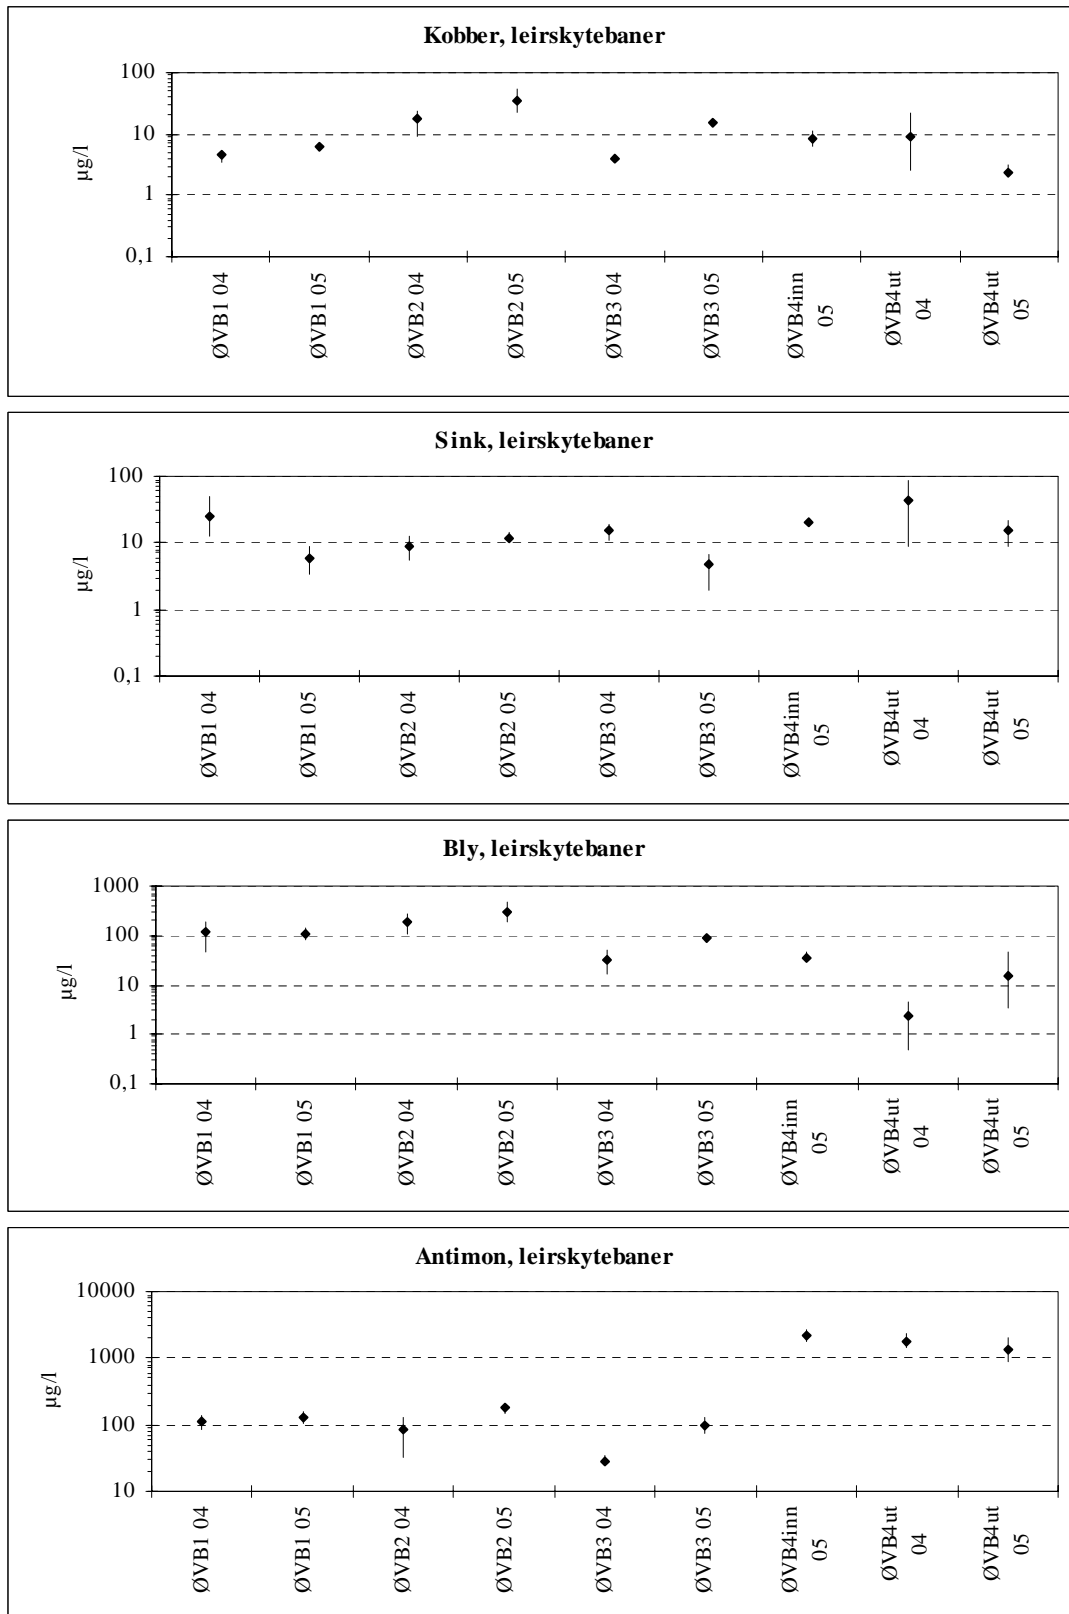 Kobber, leirskytebaner
100
10
1
0,1
µg/l
ØVB1 04
ØVB1 05
ØVB2 04
ØVB2 05
ØVB3 04
ØVB3 05
ØVB4inn
05
ØVB4ut
04
ØVB4ut
05
Sink, leirskytebaner
100
10
1
0,1
µg/l
ØVB1 04
ØVB1 05
ØVB2 04
ØVB2 05
ØVB3 04
ØVB3 05
ØVB4inn
05
ØVB4ut
04
ØVB4ut
05
Bly, leirskytebaner
1000
100
10
1
0,1
µg/l
ØVB1 04
ØVB1 05
ØVB2 04
ØVB2 05
ØVB3 04
ØVB3 05
ØVB4inn
05
ØVB4ut
04
ØVB4ut
05
Antimon, leirskytebaner
10000
1000
100
10
µg/l
ØVB1 04
ØVB1 05
ØVB2 04
ØVB2 05
ØVB3 04
ØVB3 05
ØVB4inn
05
ØVB4ut
04
ØVB4ut
05